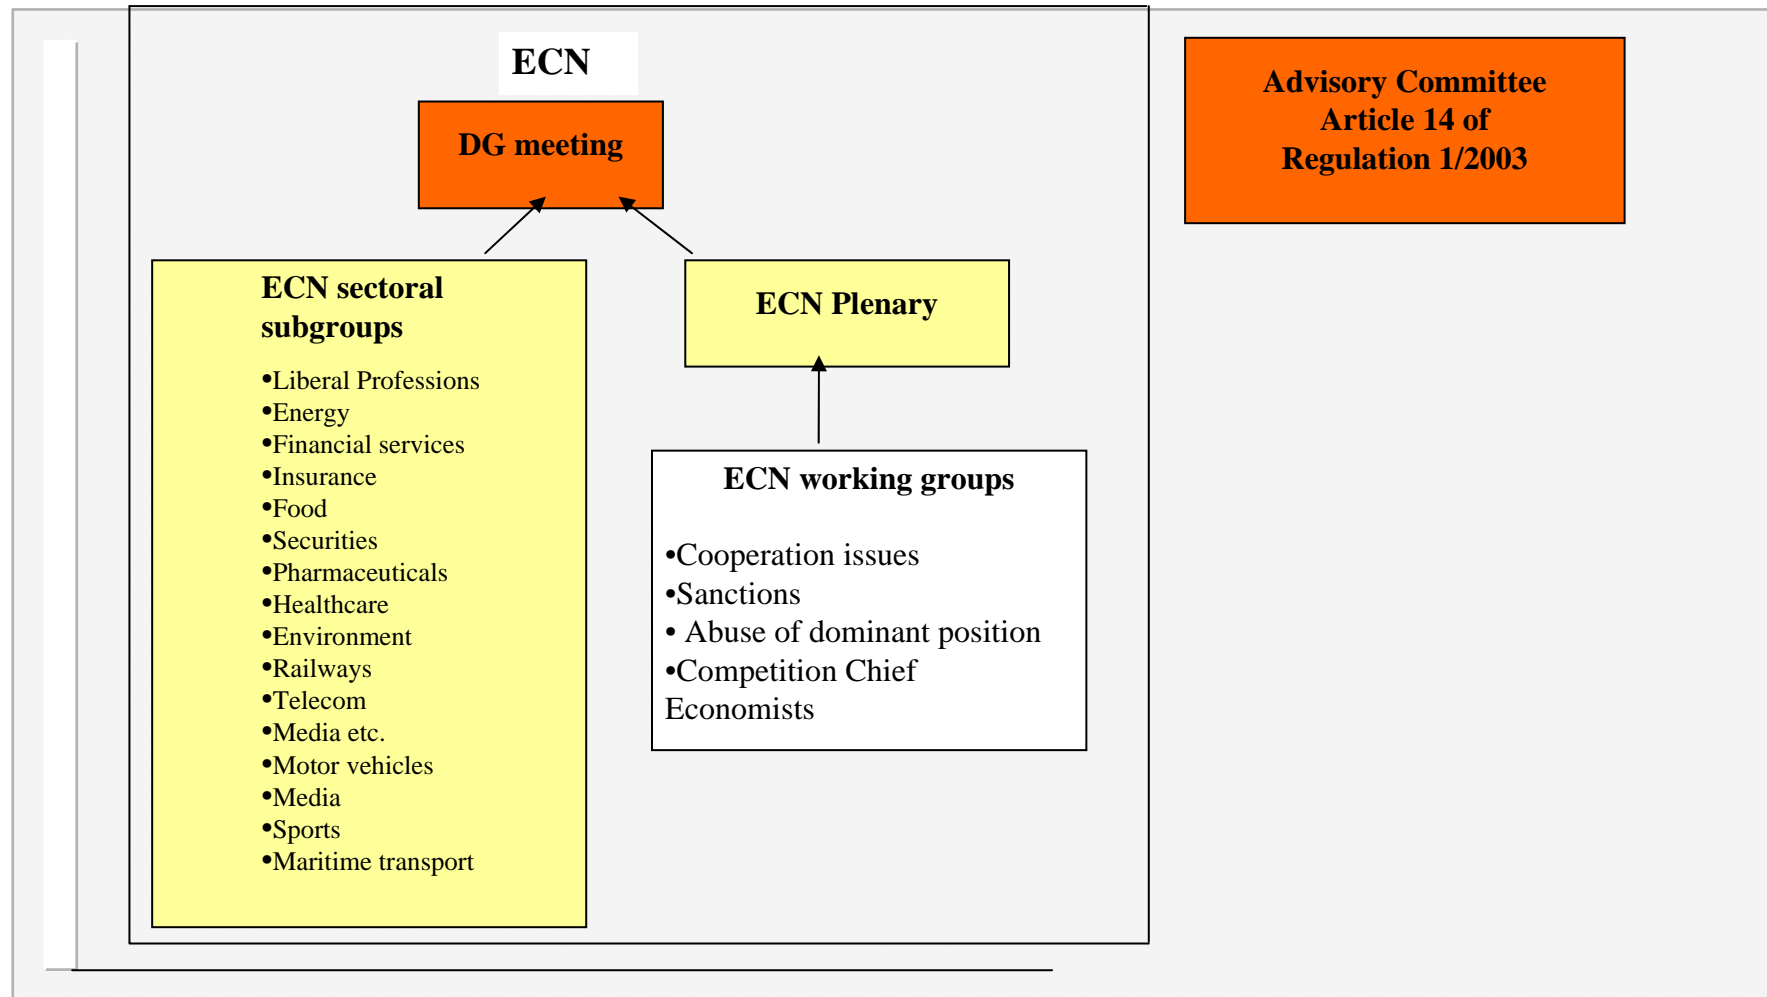 ECN
DG meeting
Advisory Committee
Article 14 of
Regulation 1/2003
ECN sectoral
subgroups
•Liberal Professions
•Energy
•Financial services
•Insurance
•Food
•Securities
•Pharmaceuticals
•Healthcare
•Environment
•Railways
•Telecom
•Media etc.
•Motor vehicles
•Media
•Sports
•Maritime transport
ECN Plenary
ECN working groups
•Cooperation issues
•Sanctions
• Abuse of dominant position
•Competition Chief
Economists